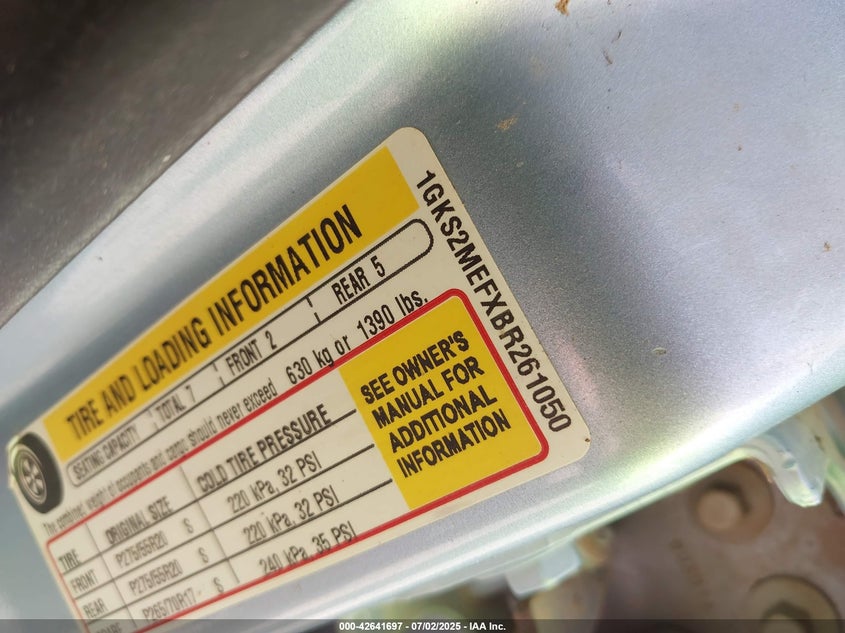 TIRE AND LOADING INFORMATION
SEATING CAPACITY TOTAL 7 FRONT 2 REAR 5
The combined weight of occupants and cargo should never exceed 630 kg or 1390 lbs.
TIRE ORIGINAL SIZE COLD TIRE PRESSURE
FRONT P275/55R20 S 220 kPa, 32 PSI
REAR P275/55R20 S 220 kPa, 32 PSI
P265/70R17 S 240 kPa, 35 PSI
SEE OWNER'S
MANUAL FOR
ADDITIONAL
INFORMATION
1GKS2MEFXBR261050
000-42641697 - 07/02/2025 - IAA Inc.